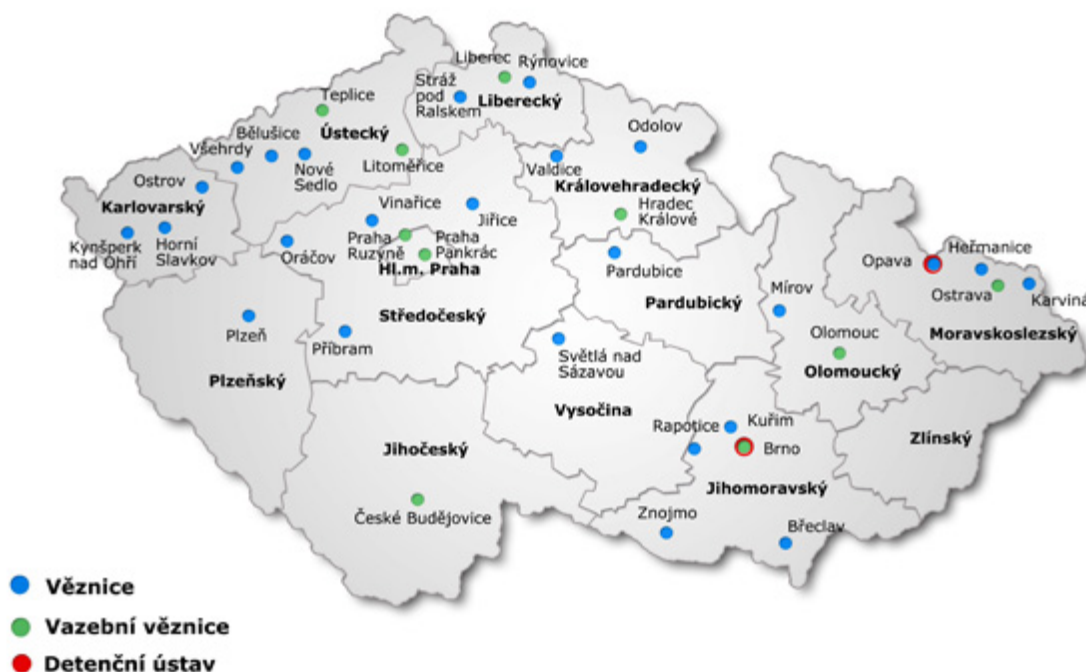 Liberec
Rýnovice
Stráž
pod
Ralskem
Liberecký
Teplice
Ústecký
Bělušice
Všehrdy
Nové
Sedlo
Litoměřice
Odolov
Valdice
Královehradecký
Hradec
Králové
Ostrov
Karlovarský
Kynšperk
nad Ohří
Horní
Slavkov
Vinařice
Jiřice
Oráčov
Praha
Ruzyně
Praha
Pankrác
Hl.m. Praha
Středočeský
Příbram
Pardubice
Pardubický
Opava
Heřmanice
Ostrava
Karviná
Moravskoslezský
Mírov
Olomouc
Olomoucký
Plzeň
Plzeňský
Světlá nad
Sázavou
Vysočina
Rapotice
Kuřim
Brno
Zlínský
Jihočeský
Jihomoravský
České Budějovice
Znojmo
Břeclav
Věznice
Vazební věznice
Detenční ústav